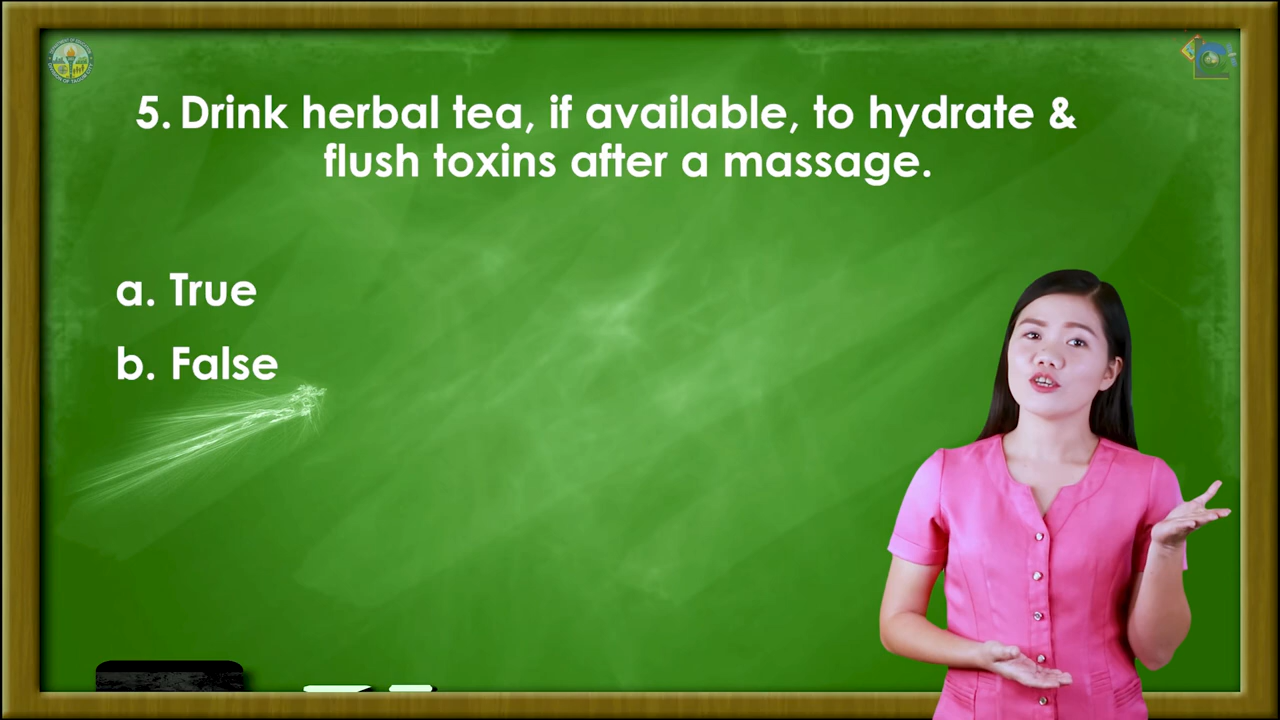 5. Drink herbal tea, if available, to hydrate &
flush toxins after a massage.
a. True
b. False